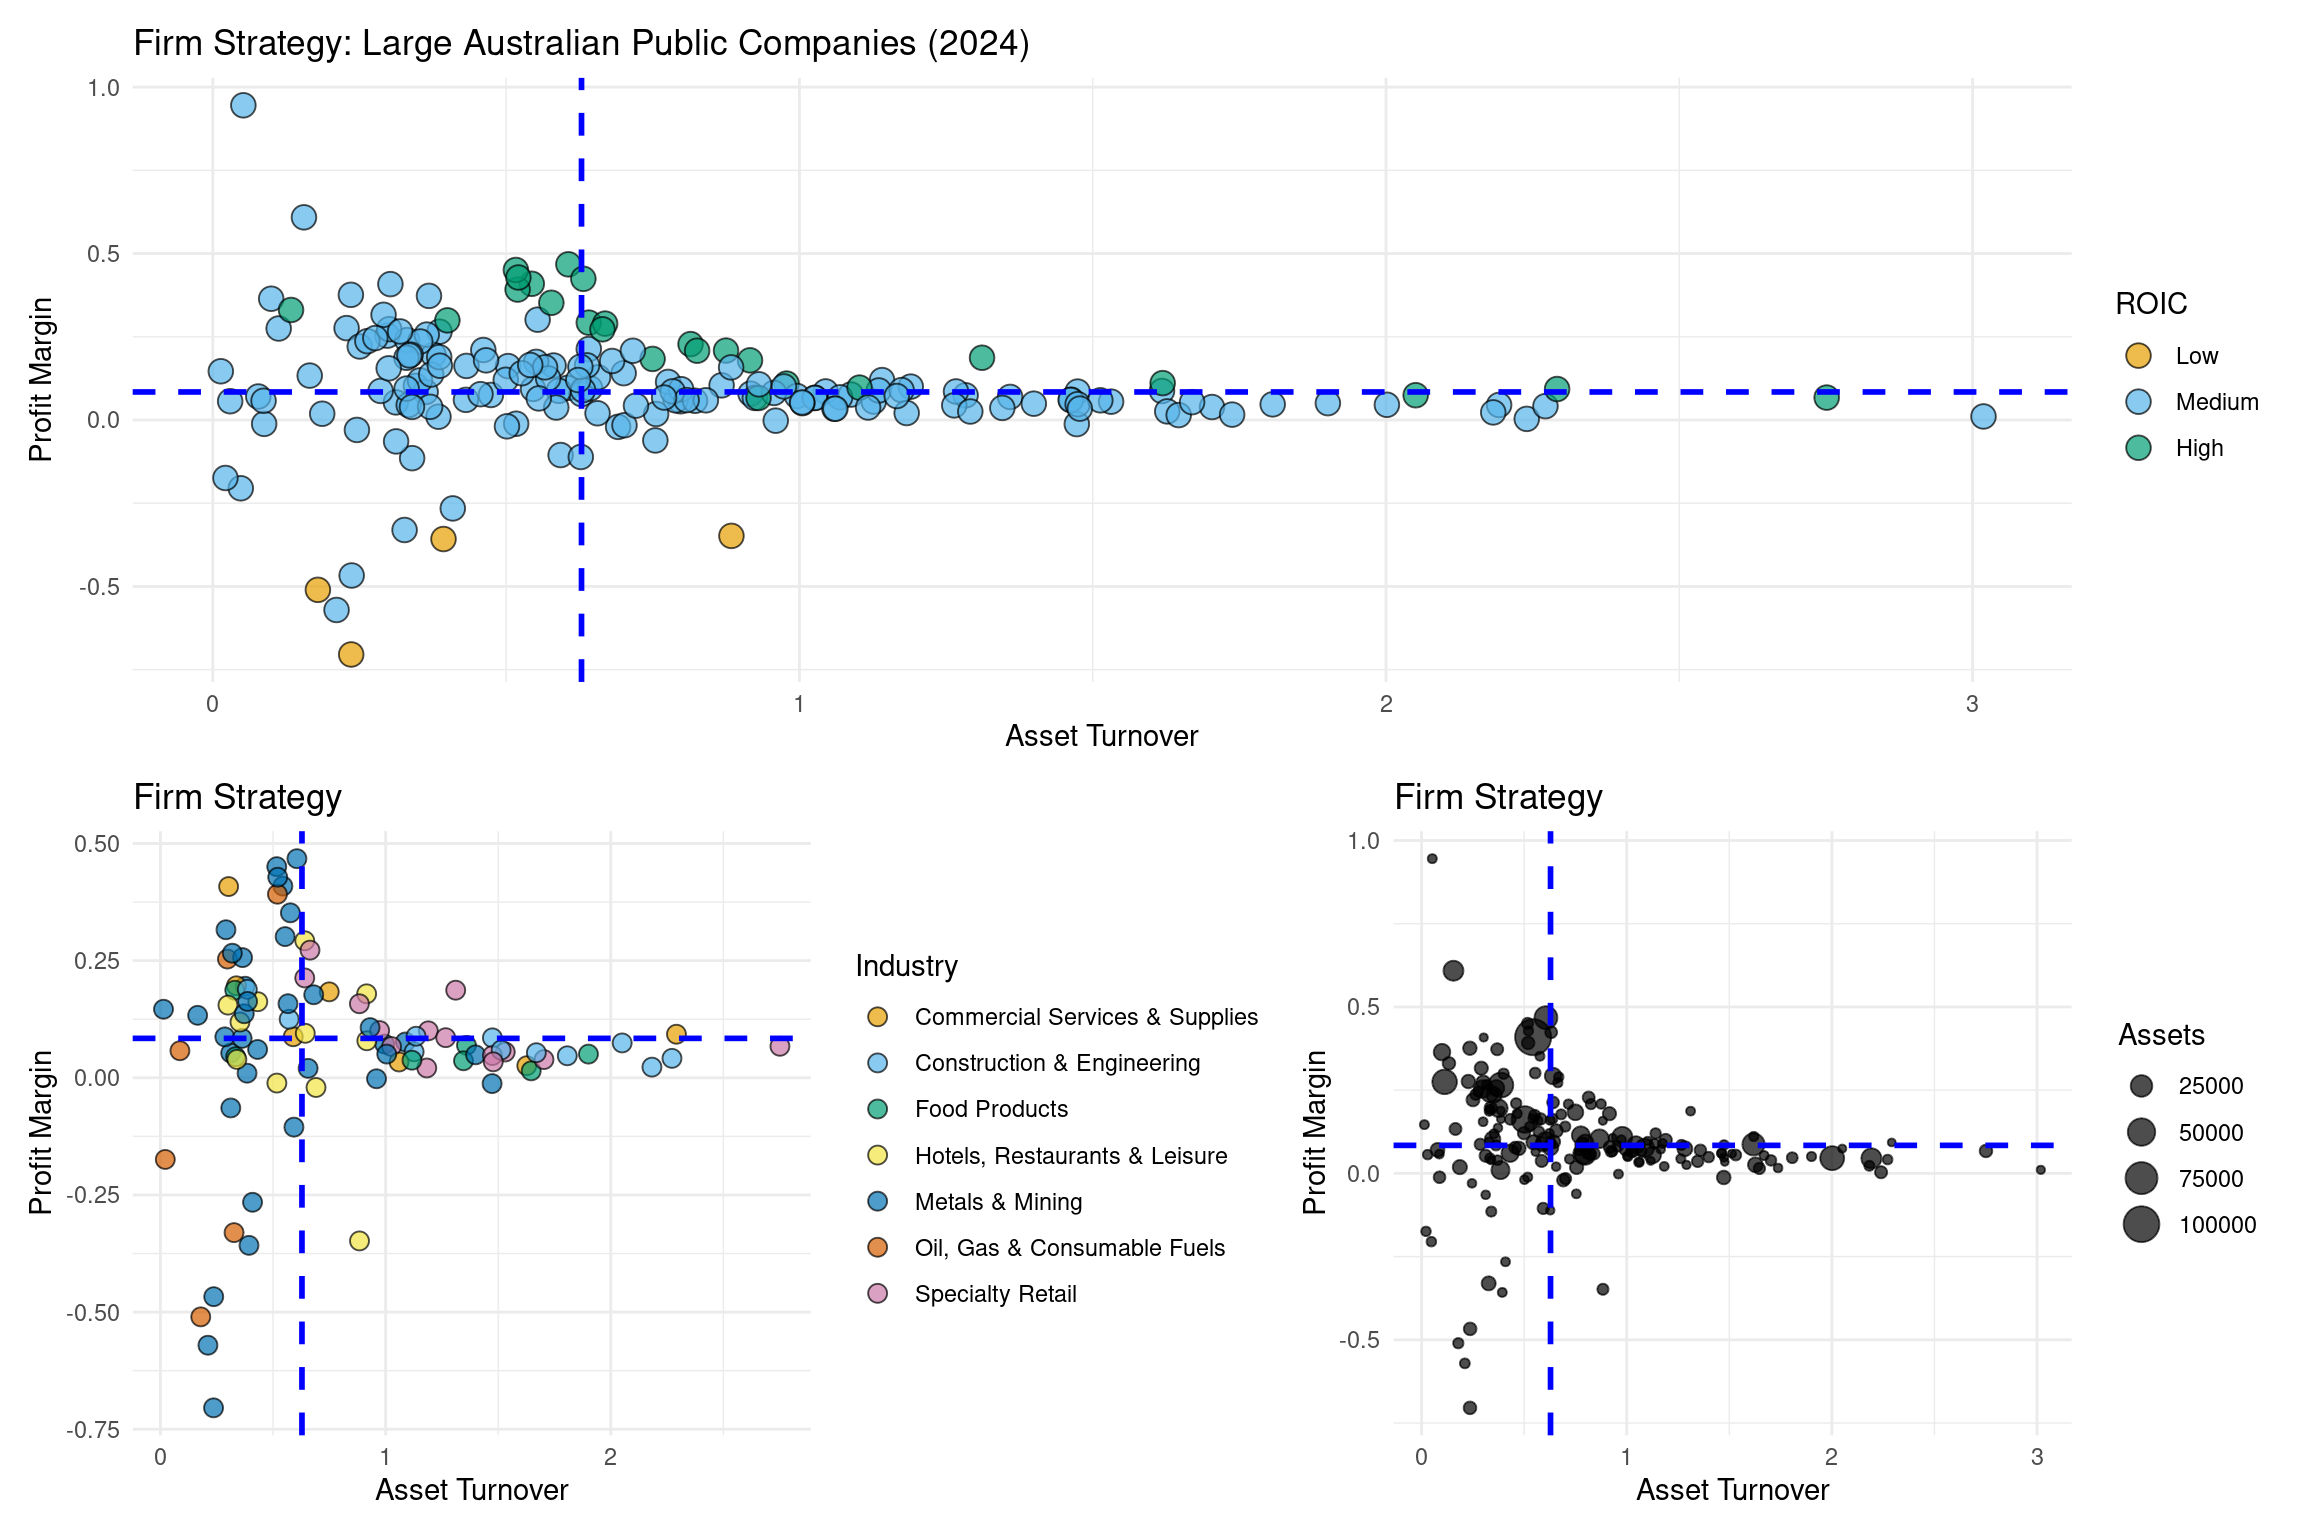 Firm Strategy: Large Australian Public Companies (2024)
1.0
0.5
0.0
-0.5
Profit Margin
0
1
2
3
Asset Turnover
ROIC
Low
Medium
High
Firm Strategy
0.50
0.25
0.00
-0.25
-0.50
-0.75
Profit Margin
0
1
2
Asset Turnover
Industry
Commercial Services & Supplies
Construction & Engineering
Food Products
Hotels, Restaurants & Leisure
Metals & Mining
Oil, Gas & Consumable Fuels
Specialty Retail
Firm Strategy
1.0
0.5
0.0
-0.5
Profit Margin
0
1
2
3
Asset Turnover
Assets
25000
50000
75000
100000